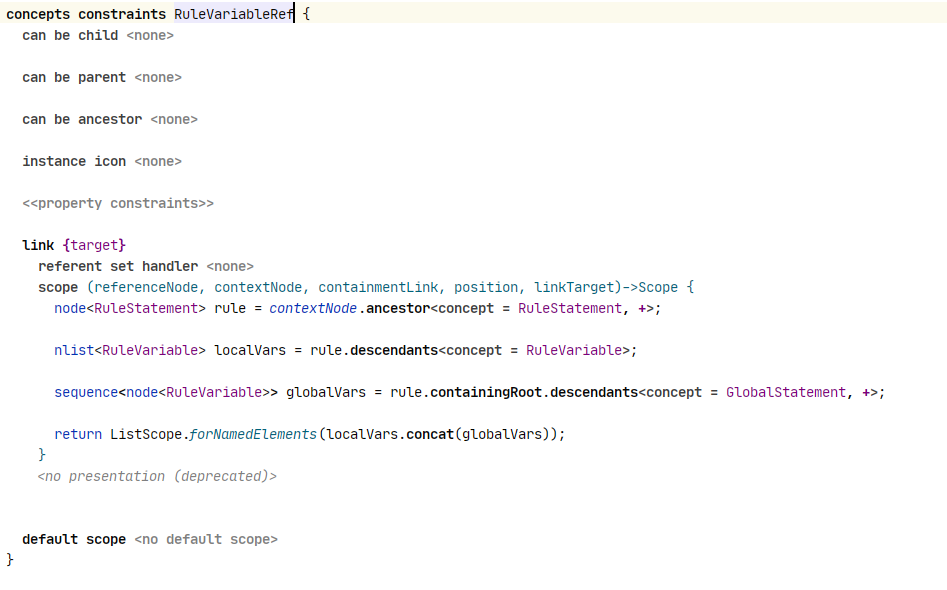 concepts constraints RuleVariableRef {
can be child <none>
can be parent <none>
can be ancestor <none>
instance icon <none>
<<property constraints>>
link {target}
referent set handler <none>
scope (referenceNode, contextNode, containmentLink, position, linkTarget)->Scope {
node<RuleStatement> rule = contextNode.ancestor<concept = RuleStatement, +>;
nlist<RuleVariable> localVars = rule.descendants<concept = RuleVariable>;
sequence<node<RuleVariable>> globalVars = rule.containingRoot.descendants<concept = GlobalStatement, +>;
return ListScope.forNamedElements(localVars.concat(globalVars));
}
<no presentation (deprecated)>
default scope <no default scope>
}